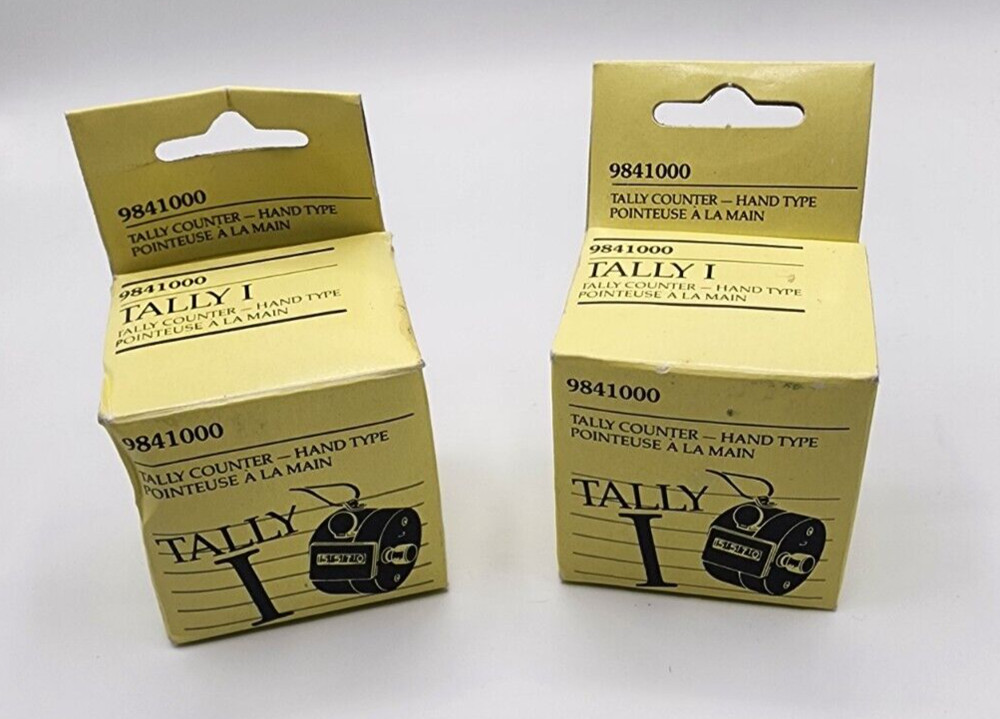 9841000
TALLY COUNTER – HAND TYPE
POINTEUSE À LA MAIN
9841000
TALLY I
TALLY COUNTER – HAND TYPE
POINTEUSE A LA MAIN
9841000
TALLY COUNTER – HAND TYPE
POINTEUSE À LA MAIN
TALLY
I
9841000
TALLY COUNTER – HAND TYPE
POINTEUSE À LA MAIN
9841000
TALLY I
TALLY COUNTER – HAND TYPE
POINTEUSE A LA MAIN
9841000
TALLY COUNTER – HAND TYPE
POINTEUSE À LA MAIN
TALLY
I